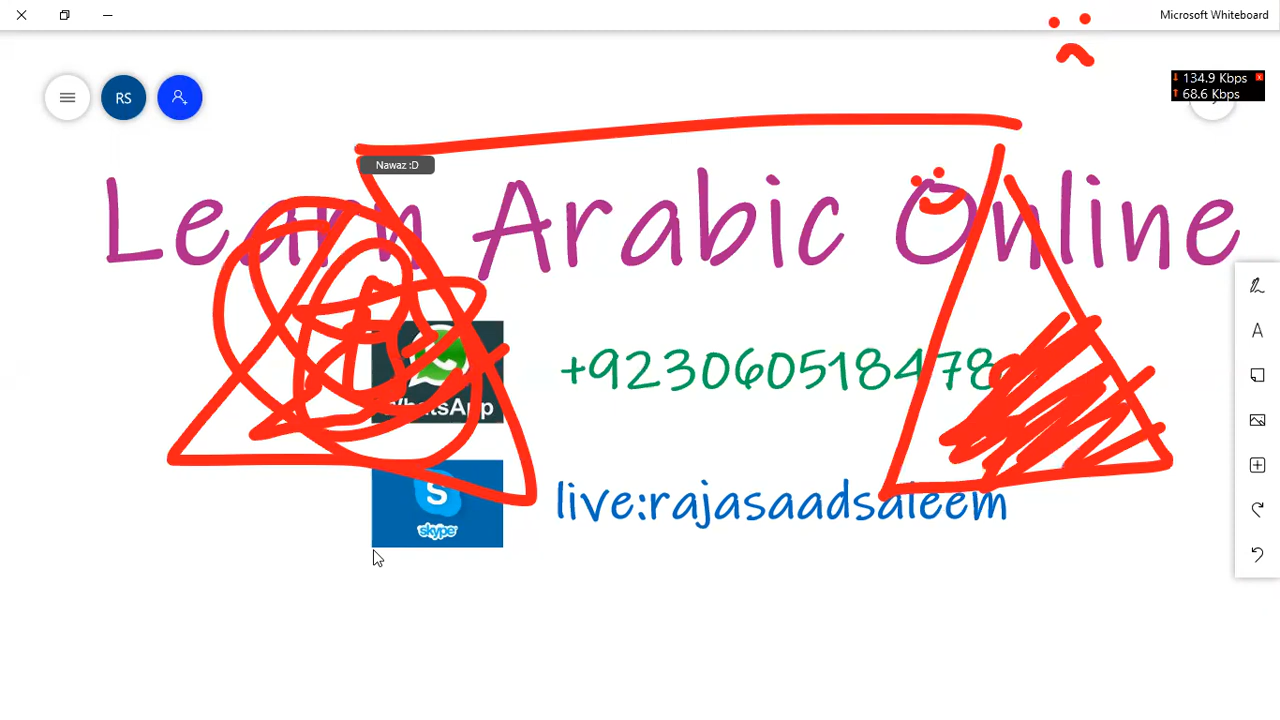 Microsoft Whiteboard
134.9 Kbps
68.6 Kbps
RS
Nawaz :D
Learn Arabic Online
WhatsApp
+923060518478
skype
live:rajasaadsaleem